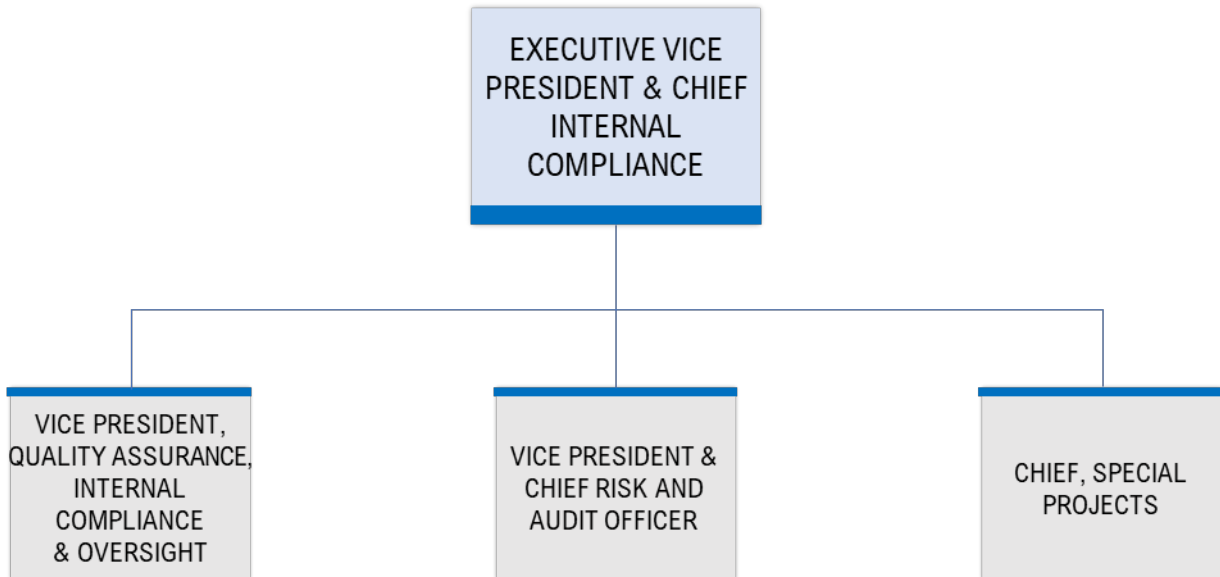 EXECUTIVE VICE
PRESIDENT & CHIEF
INTERNAL
COMPLIANCE
VICE PRESIDENT,
QUALITY ASSURANCE,
INTERNAL
COMPLIANCE
& OVERSIGHT
VICE PRESIDENT &
CHIEF RISK AND
AUDIT OFFICER
CHIEF, SPECIAL
PROJECTS